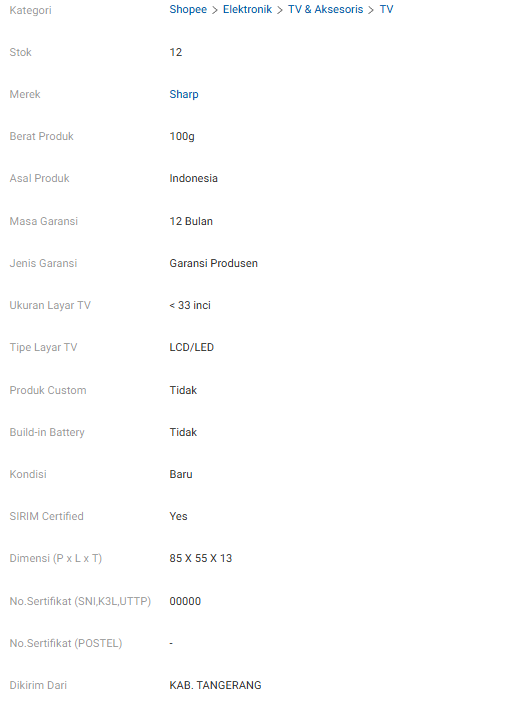 Kategori Shopee > Elektronik > TV & Aksesoris > TV
Stok 12
Merek Sharp
Berat Produk 100g
Asal Produk Indonesia
Masa Garansi 12 Bulan
Jenis Garansi Garansi Produsen
Ukuran Layar TV < 33 inci
Tipe Layar TV LCD/LED
Produk Custom Tidak
Build-in Battery Tidak
Kondisi Baru
SIRIM Certified Yes
Dimensi (P x L x T) 85 X 55 X 13
No.Sertifikat (SNI,K3L,UTTP) 00000
No.Sertifikat (POSTEL) -
Dikirim Dari KAB. TANGERANG